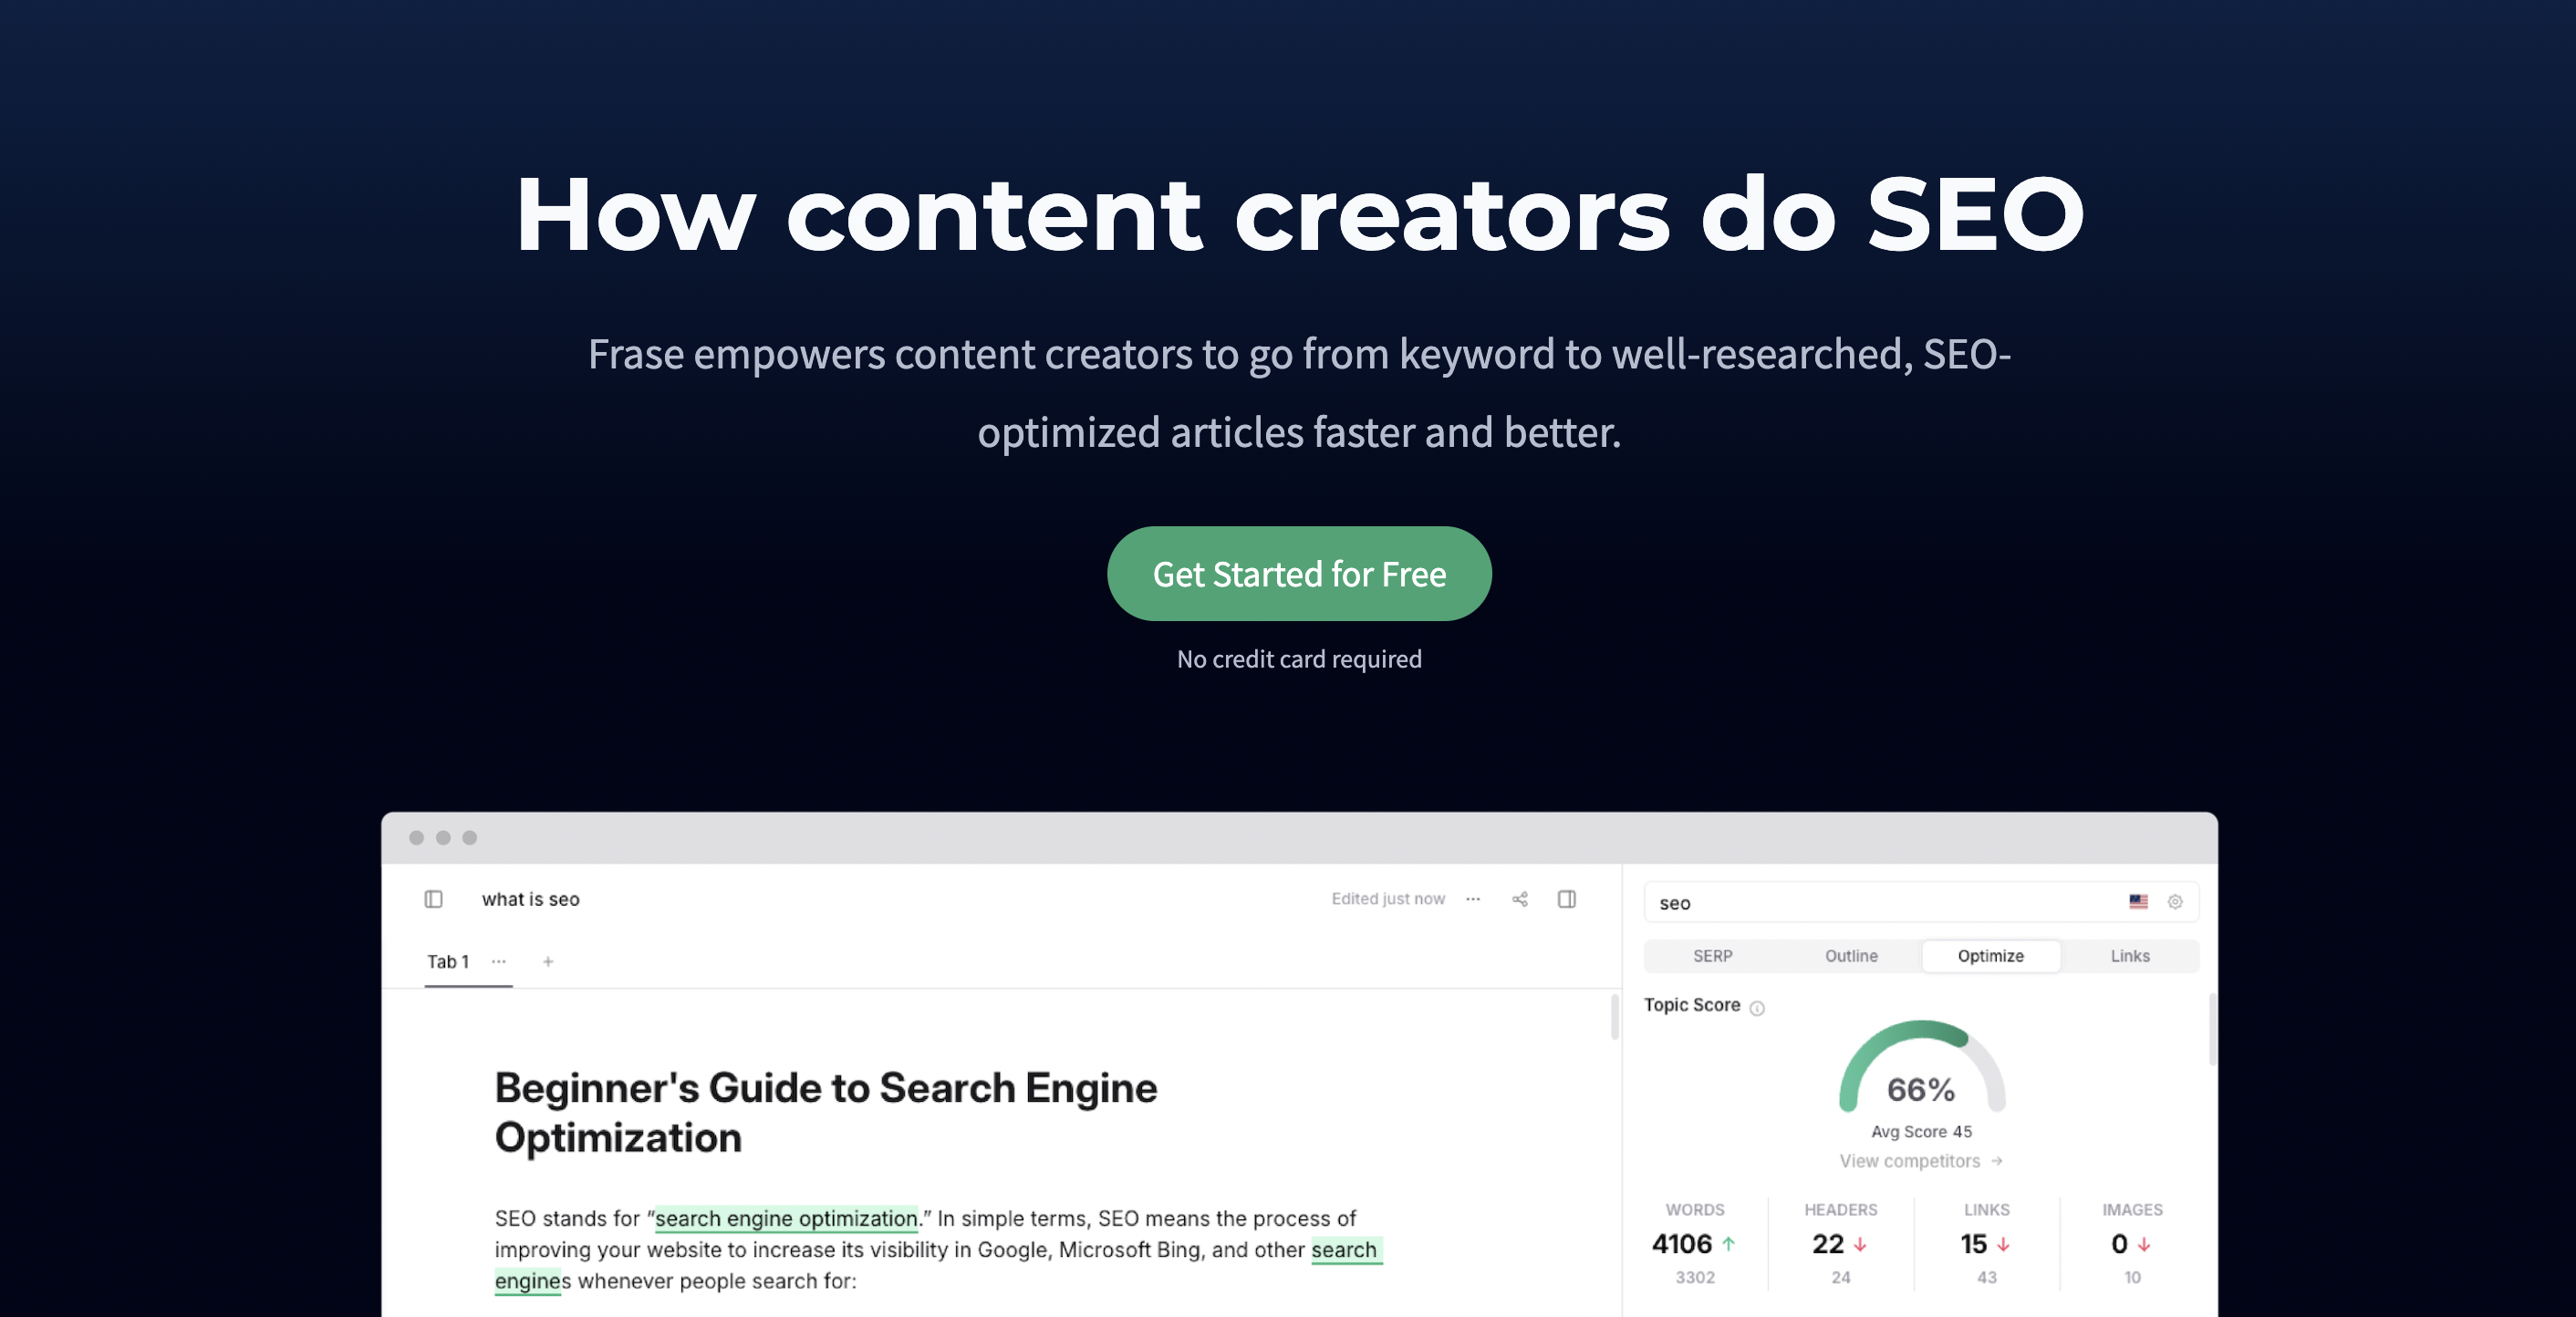 How content creators do SEO
Frase empowers content creators to go from keyword to well-researched, SEO-
optimized articles faster and better.
Get Started for Free
No credit card required
what is seo
Edited just now
Tab 1
Beginner's Guide to Search Engine
Optimization
SEO stands for “search engine optimization.” In simple terms, SEO means the process of
improving your website to increase its visibility in Google, Microsoft Bing, and other search
engines whenever people search for:
seo
SERP Outline Optimize Links
Topic Score
66%
Avg Score 45
View competitors →
WORDS HEADERS LINKS IMAGES
4106 ↑ 22 ↓ 15 ↓ 0 ↓
3302 24 43 10